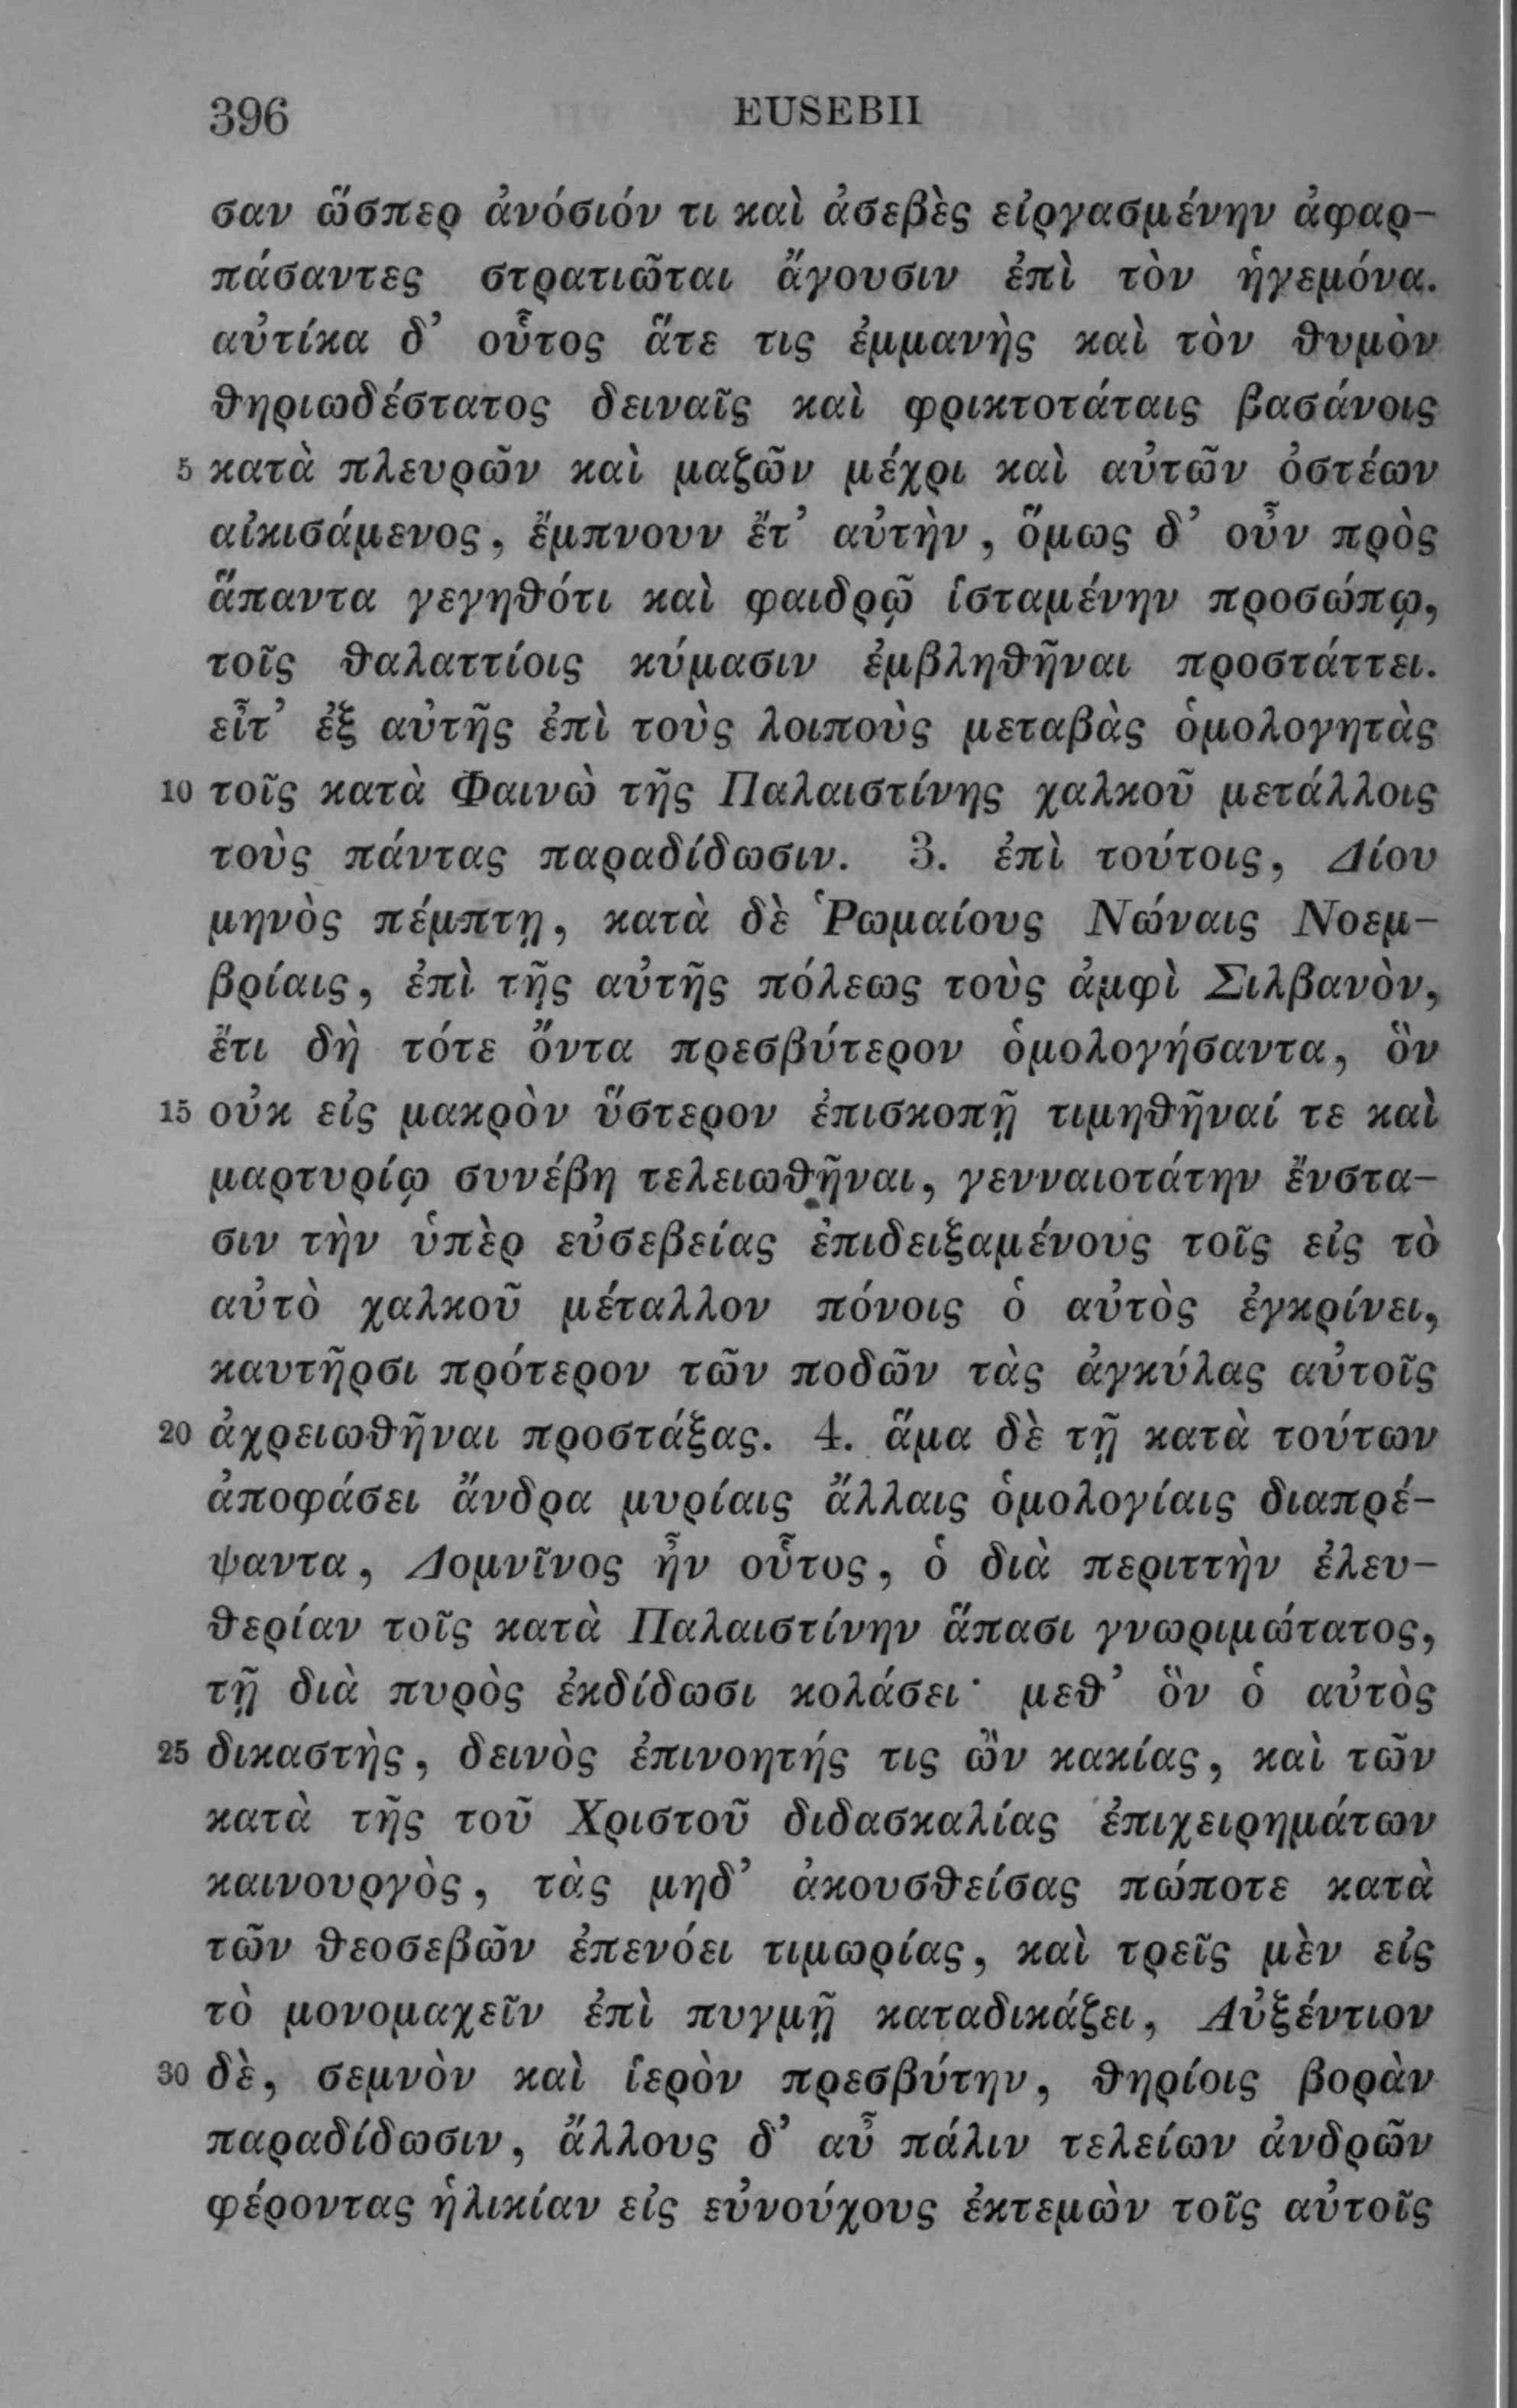 396 EUSEBII
σαν ὥσπερ ἀνόσιόν τι καὶ ἀσεβὲς εἰργασμένην ἀφαρ-
πάσαντες στρατιῶται ἄγουσιν ἐπὶ τὸν ἡγεμόνα.
αὐτίκα δ’ οὗτος ἅτε τις ἐμμανὴς καὶ τὸν θυμὸν
θηριωδέστατος δειναῖς καὶ φρικτοτάταις βασάνοις
5 κατὰ πλευρῶν καὶ μαζῶν μέχρι καὶ αὐτῶν ὀστέων
αἰκισάμενος, ἔμπνουν ἔτ’ αὐτὴν, ὅμως δ’ οὖν πρὸς
ἅπαντα γεγηθότι καὶ φαιδρῷ ἱσταμένην προσώπῳ,
τοῖς θαλαττίοις κύμασιν ἐμβληθῆναι προστάττει.
εἶτ’ ἐξ αὐτῆς ἐπὶ τοὺς λοιποὺς μεταβὰς ὁμολογητὰς
10 τοῖς κατὰ Φαινὼ τῆς Παλαιστίνης χαλκοῦ μετάλλοις
τοὺς πάντας παραδίδωσιν. 3. ἐπὶ τούτοις, Δίου
μηνὸς πέμπτῃ, κατὰ δὲ Ῥωμαίους Νώναις Νοεμ-
βρίαις, ἐπὶ τῆς αὐτῆς πόλεως τοὺς ἀμφὶ Σιλβανὸν,
ἔτι δὴ τότε ὄντα πρεσβύτερον ὁμολογήσαντα, ὃν
15 οὐκ εἰς μακρὸν ὕστερον ἐπισκοπῇ τιμηθῆναί τε καὶ
μαρτυρίῳ συνέβη τελειωθῆναι, γενναιοτάτην ἔνστα-
σιν τὴν ὑπὲρ εὐσεβείας ἐπιδειξαμένους τοῖς εἰς τὸ
αὐτὸ χαλκοῦ μέταλλον πόνοις ὁ αὐτὸς ἐγκρίνει,
καυτῆρσι πρότερον τῶν ποδῶν τὰς ἀγκύλας αὐτοῖς
20 ἀχρειωθῆναι προστάξας. 4. ἅμα δὲ τῇ κατὰ τούτων
ἀποφάσει ἄνδρα μυρίαις ἄλλαις ὁμολογίαις διαπρέ-
ψαντα, Δομνῖνος ἦν οὗτος, ὁ διὰ περιττὴν ἐλευ-
θερίαν τοῖς κατὰ Παλαιστίνην ἅπασι γνωριμώτατος,
τῇ διὰ πυρὸς ἐκδίδωσι κολάσει· μεθ’ ὃν ὁ αὐτὸς
25 δικαστὴς, δεινὸς ἐπινοητής τις ὢν κακίας, καὶ τῶν
κατὰ τῆς τοῦ Χριστοῦ διδασκαλίας ἐπιχειρημάτων
καινουργὸς, τὰς μηδ’ ἀκουσθείσας πώποτε κατὰ
τῶν θεοσεβῶν ἐπενόει τιμωρίας, καὶ τρεῖς μὲν εἰς
τὸ μονομαχεῖν ἐπὶ πυγμῇ καταδικάζει, Αὐξέντιον
30 δὲ, σεμνὸν καὶ ἱερὸν πρεσβύτην, θηρίοις βορὰν
παραδίδωσιν, ἄλλους δ’ αὖ πάλιν τελείων ἀνδρῶν
φέροντας ἡλικίαν εἰς εὐνούχους ἐκτεμὼν τοῖς αὐτοῖς